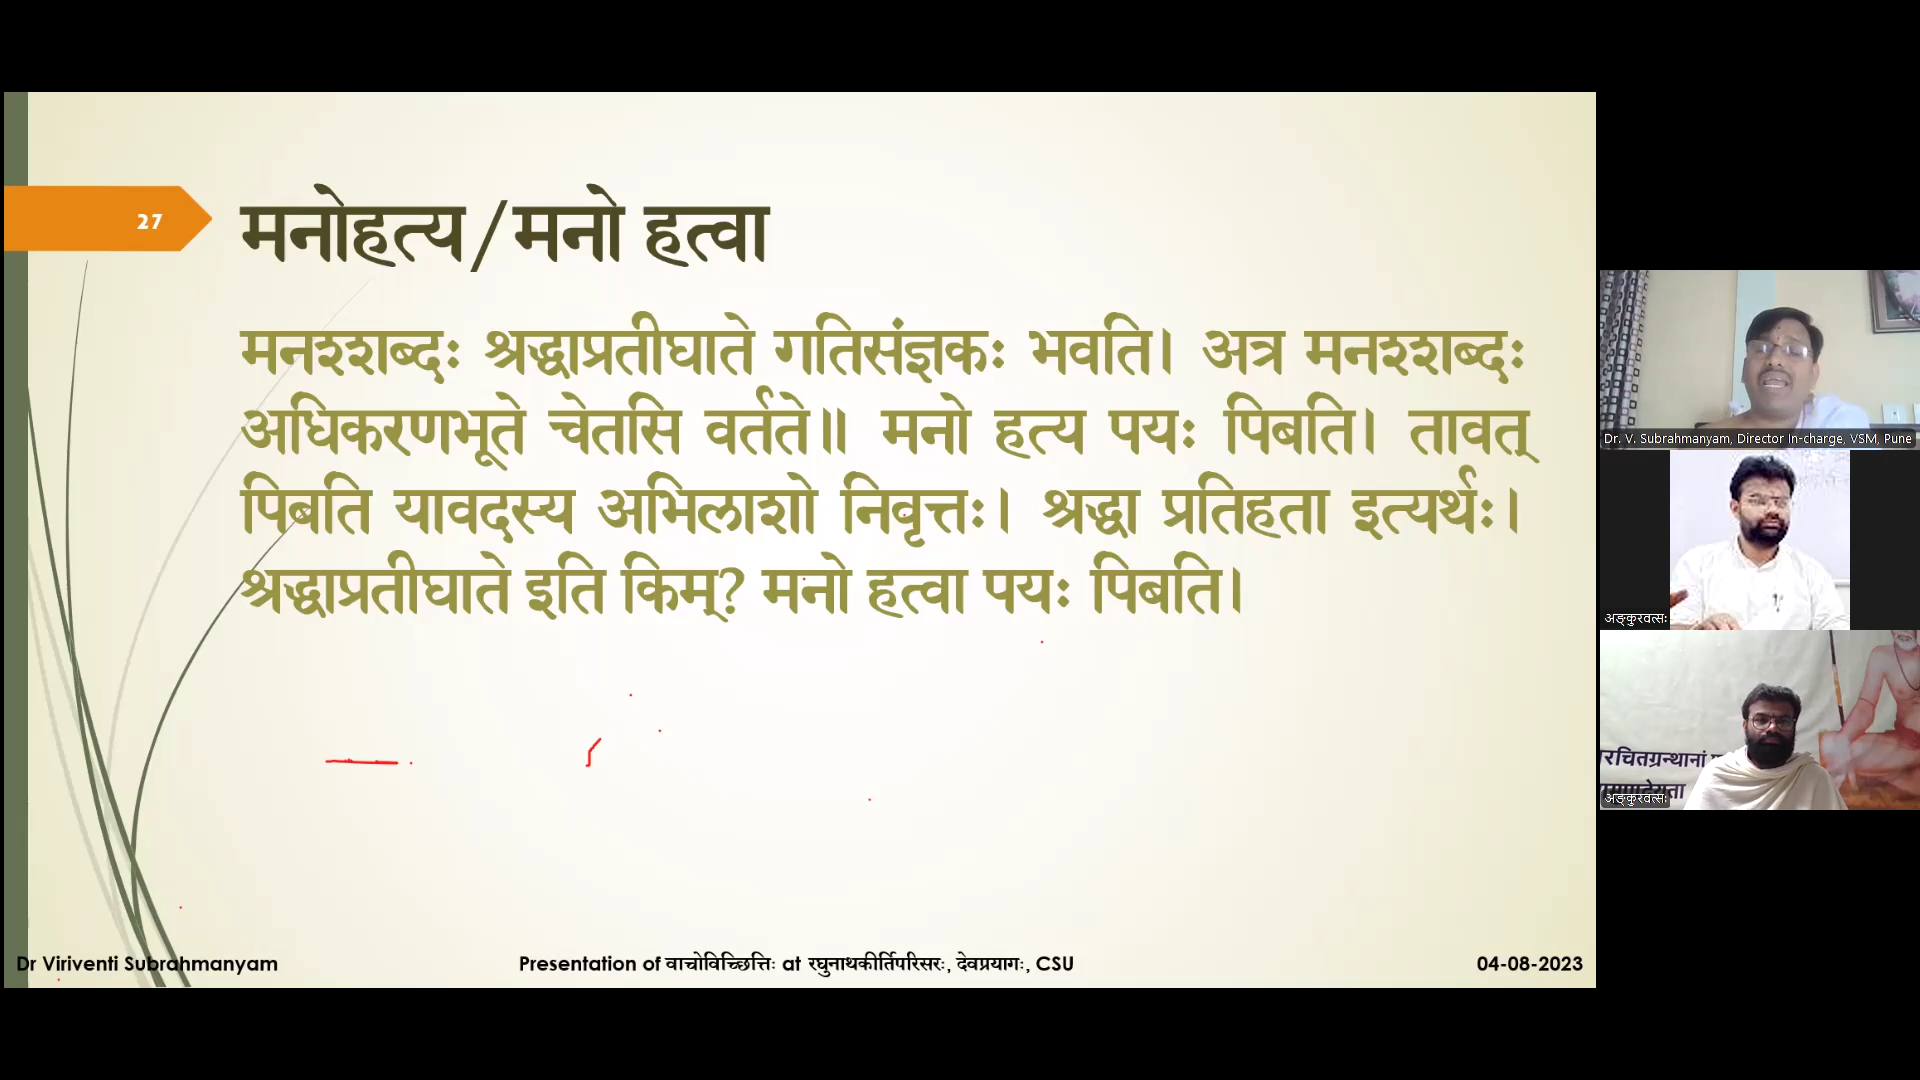 27
मनोहत्य/मनो हत्वा
मनश्शब्दः श्रद्धाप्रतीघाते गतिसंज्ञकः भवति। अत्र मनश्शब्दः
अधिकरणभूते चेतसि वर्तते॥ मनो हत्य पयः पिबति। तावत्
पिबति यावदस्य अभिलाशो निवृत्तः। श्रद्धा प्रतिहता इत्यर्थः।
श्रद्धाप्रतीघाते इति किम्? मनो हत्वा पयः पिबति।
Dr Viriventi Subrahmanyam
Presentation of वाचोविच्छित्तिः at रघुनाथकीर्तिपरिसरः, देवप्रयागः, CSU
04-08-2023
Dr. V. Subrahmanyam, Director In-charge, VSM, Pune
अङ्कुरवत्सः
रचितग्रन्थानां
अङ्कुरवत्सः